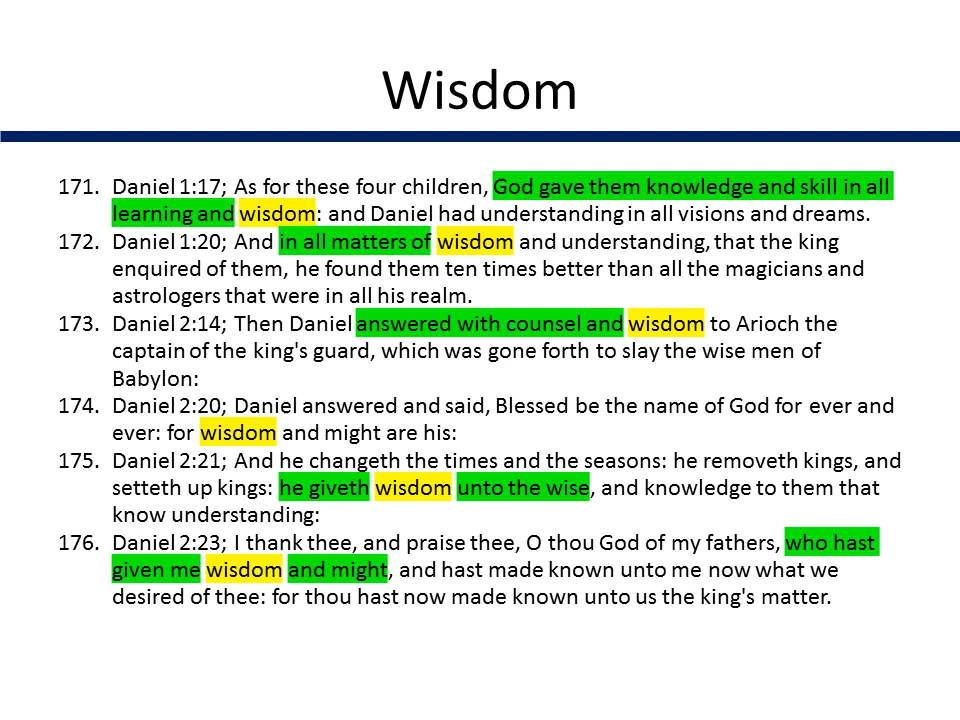 Wisdom
171. Daniel 1:17; As for these four children, God gave them knowledge and skill in all
learning and wisdom: and Daniel had understanding in all visions and dreams.
172. Daniel 1:20; And in all matters of wisdom and understanding, that the king
enquired of them, he found them ten times better than all the magicians and
astrologers that were in all his realm.
173. Daniel 2:14; Then Daniel answered with counsel and wisdom to Arioch the
captain of the king's guard, which was gone forth to slay the wise men of
Babylon:
174. Daniel 2:20; Daniel answered and said, Blessed be the name of God for ever and
ever: for wisdom and might are his:
175. Daniel 2:21; And he changeth the times and the seasons: he removeth kings, and
setteth up kings: he giveth wisdom unto the wise, and knowledge to them that
know understanding:
176. Daniel 2:23; I thank thee, and praise thee, O thou God of my fathers, who hast
given me wisdom and might, and hast made known unto me now what we
desired of thee: for thou hast now made known unto us the king's matter.